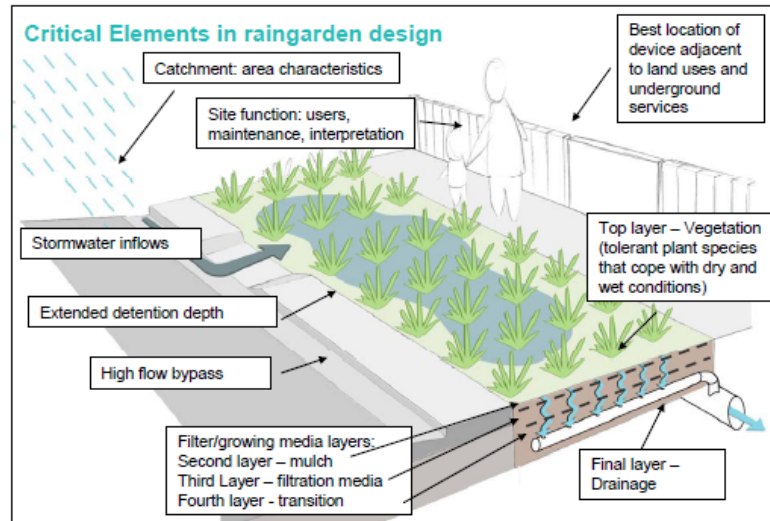 Critical Elements in raingarden design
Catchment: area characteristics
Best location of
device adjacent
to land uses and
underground
services
Site function: users,
maintenance, interpretation
Stormwater inflows
Top layer – Vegetation
(tolerant plant species
that cope with dry and
wet conditions)
Extended detention depth
High flow bypass
Filter/growing media layers:
Second layer – mulch
Third Layer – filtration media
Fourth layer - transition
Final layer –
Drainage